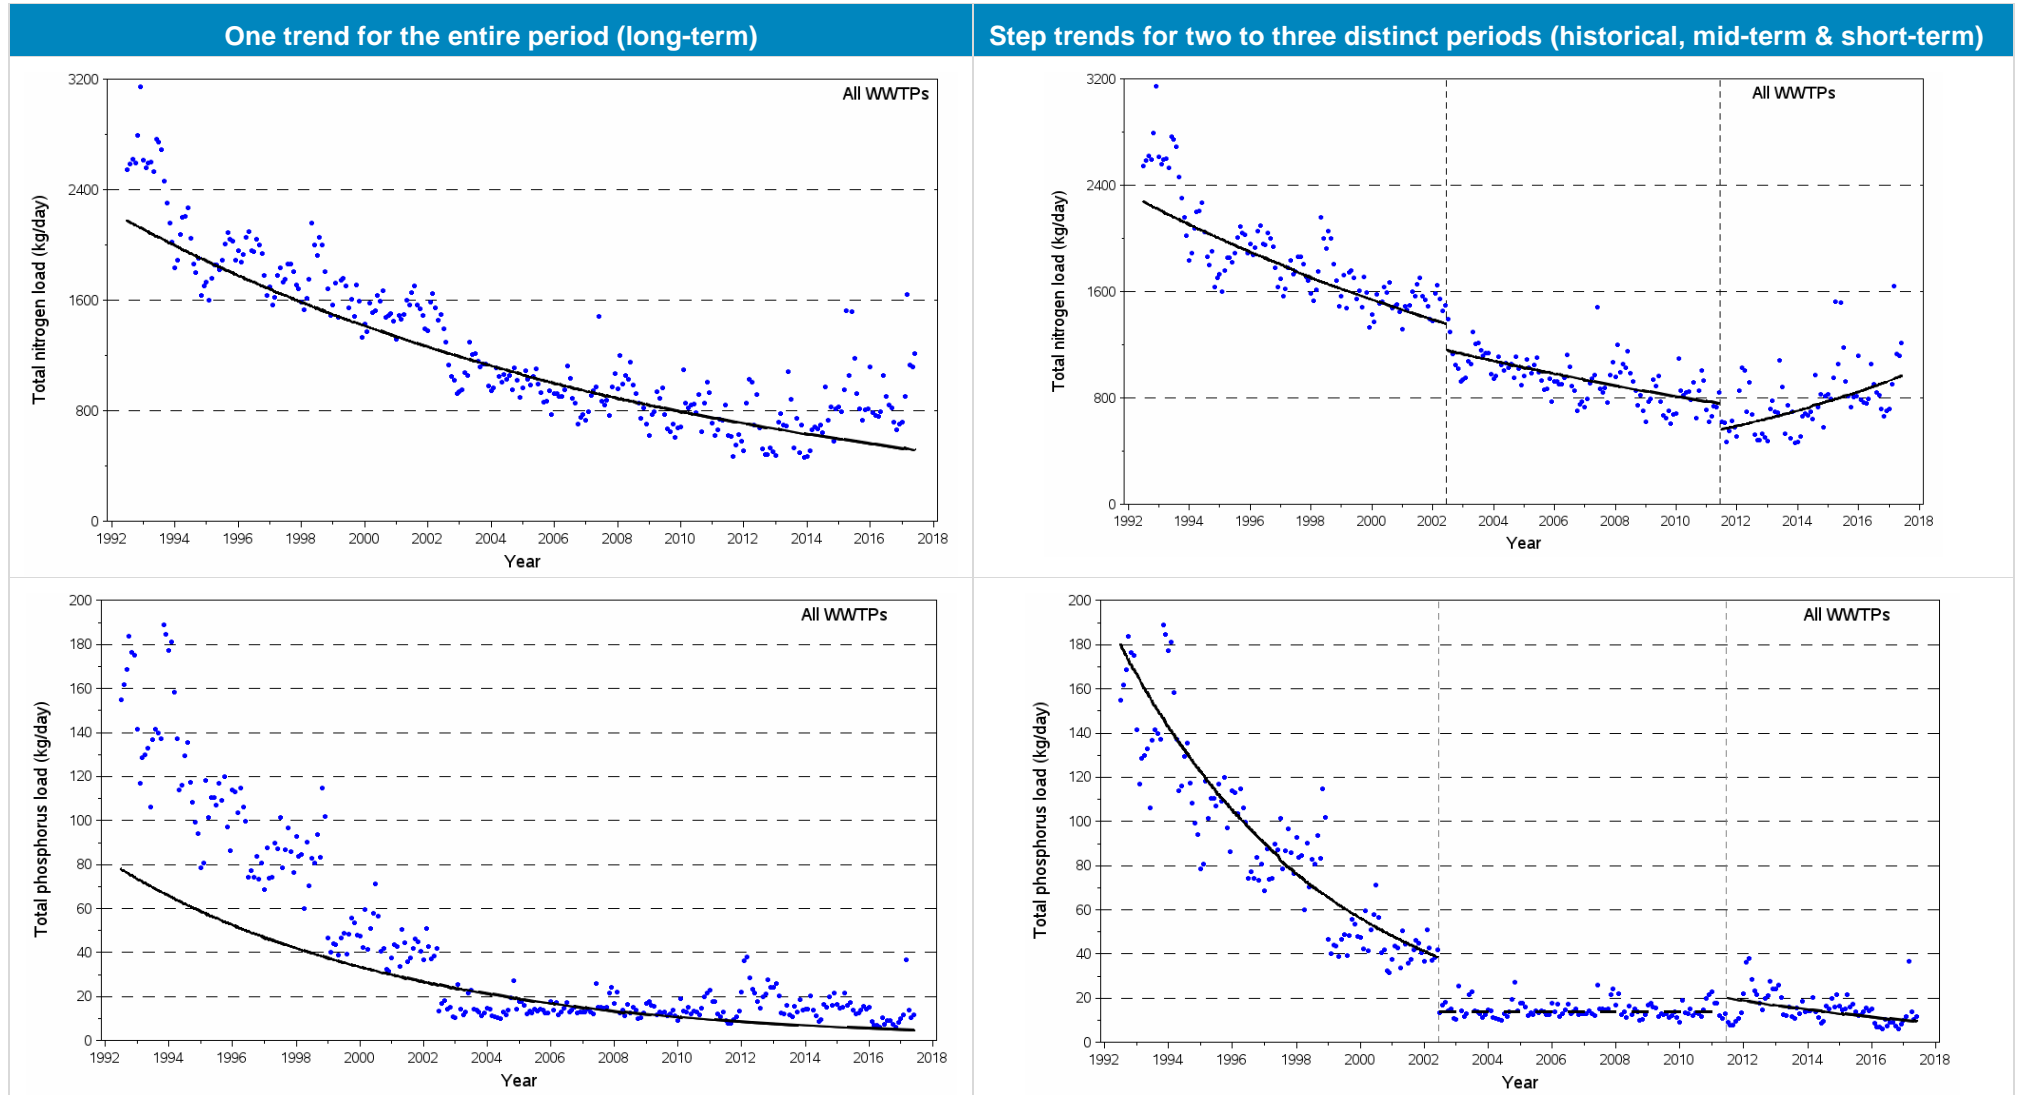 One trend for the entire period (long-term)
Step trends for two to three distinct periods (historical, mid-term & short-term)
All WWTPs
Total nitrogen load (kg/day)
3200
2400
1600
800
0
1992 1994 1996 1998 2000 2002 2004 2006 2008 2010 2012 2014 2016 2018
Year
All WWTPs
Total nitrogen load (kg/day)
3200
2400
1600
800
0
1992 1994 1996 1998 2000 2002 2004 2006 2008 2010 2012 2014 2016 2018
Year
All WWTPs
Total phosphorus load (kg/day)
200
180
160
140
120
100
80
60
40
20
0
1992 1994 1996 1998 2000 2002 2004 2006 2008 2010 2012 2014 2016 2018
Year
All WWTPs
Total phosphorus load (kg/day)
200
180
160
140
120
100
80
60
40
20
0
1992 1994 1996 1998 2000 2002 2004 2006 2008 2010 2012 2014 2016 2018
Year